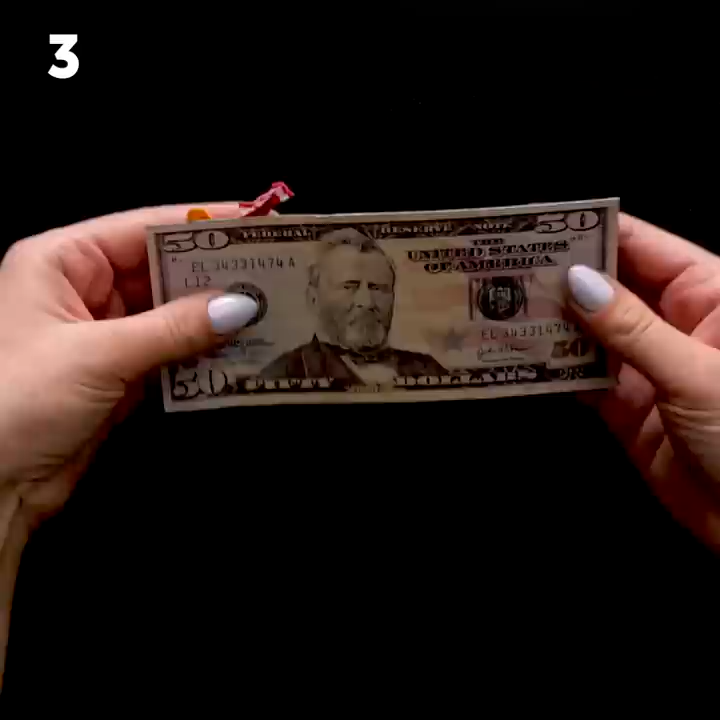 3
50 FEDERAL RESERVE NOTE 50
THE
UNITED STATES
OF AMERICA
EL 34331474 A
L12
EL 3433147
50
50 FIFTY DOLLARS